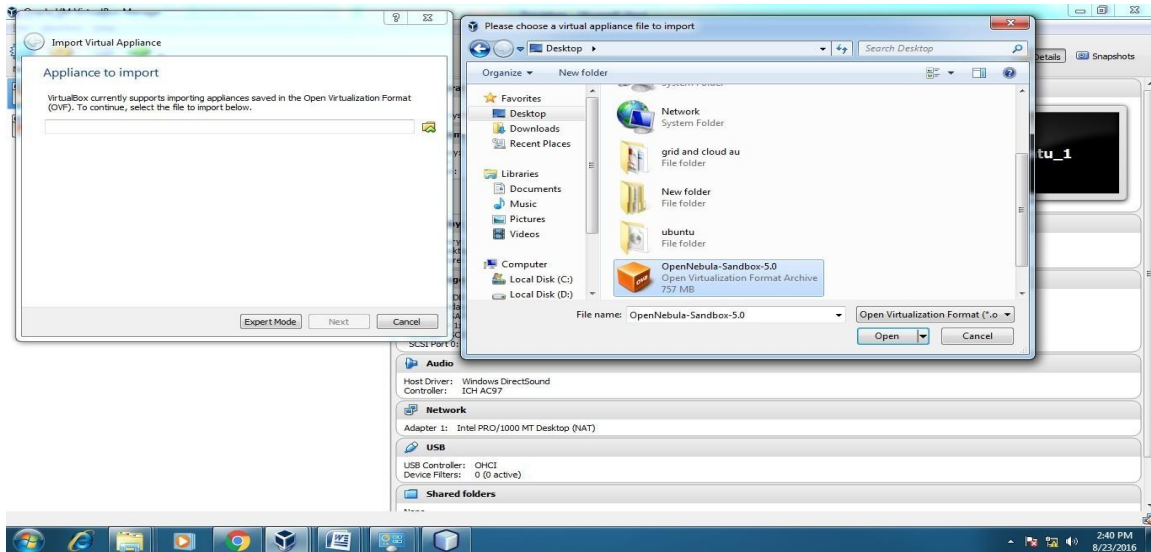 Oracle VM VirtualBox Manager
Import Virtual Appliance
Appliance to import
VirtualBox currently supports importing appliances saved in the Open Virtualization Format
(OVF). To continue, select the file to import below.
Expert Mode Next Cancel
Please choose a virtual appliance file to import
Desktop
Search Desktop
Organize New folder
Favorites
Desktop
Downloads
Recent Places
Libraries
Documents
Music
Pictures
Videos
Computer
Local Disk (C:)
Local Disk (D:)
System Folder
Network
System Folder
grid and cloud au
File folder
New folder
File folder
ubuntu
File folder
OpenNebula-Sandbox-5.0
Open Virtualization Format Archive
757 MB
File name: OpenNebula-Sandbox-5.0
Open Virtualization Format (*.o
Open Cancel
Details Snapshots
tu_1
SCSI Port 0:
Audio
Host Driver: Windows DirectSound
Controller: ICH AC97
Network
Adapter 1: Intel PRO/1000 MT Desktop (NAT)
USB
USB Controller: OHCI
Device Filters: 0 (0 active)
Shared folders
None
2:40 PM
8/23/2016